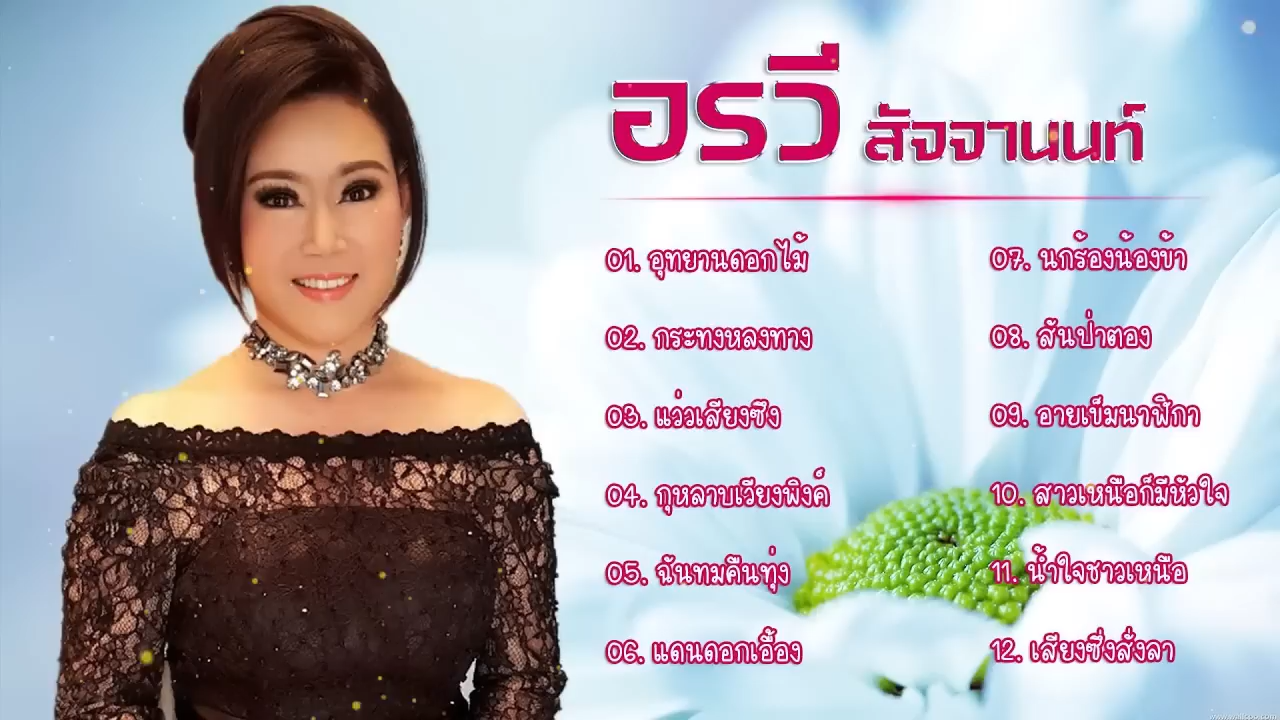 อรวี สัจจานนท์
01. อุทยานดอกไม้
02. กระทงหลงทาง
03. แว่วเสียงซึง
04. กุหลาบเวียงพิงค์
05. ฉันทมคืนทุ่ง
06. แดนดอกเอื้อง
07. นกร้องน้องข้า
08. สันป่าตอง
09. อายเข็มนาฬิกา
10. สาวเหนือก็มีหัวใจ
11. น้ำใจชาวเหนือ
12. เสียงซึ่งสั่งลา
www.walcoo.com